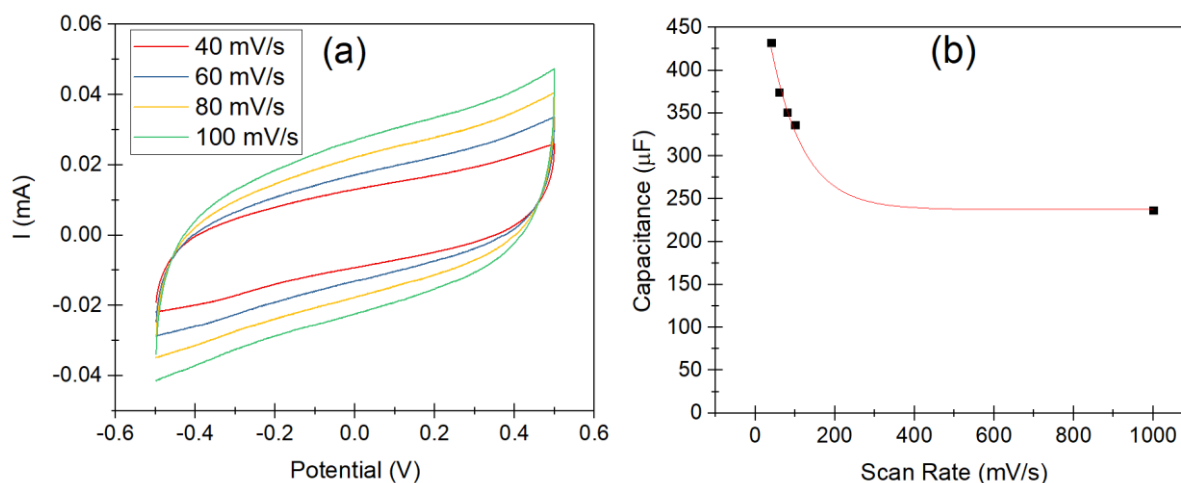 (a)
40 mV/s
60 mV/s
80 mV/s
100 mV/s
I (mA)
0.06
0.04
0.02
0.00
-0.02
-0.04
-0.6 -0.4 -0.2 0.0 0.2 0.4 0.6
Potential (V)
(b)
Capacitance (μF)
450
400
350
300
250
200
150
100
50
0
0 200 400 600 800 1000
Scan Rate (mV/s)